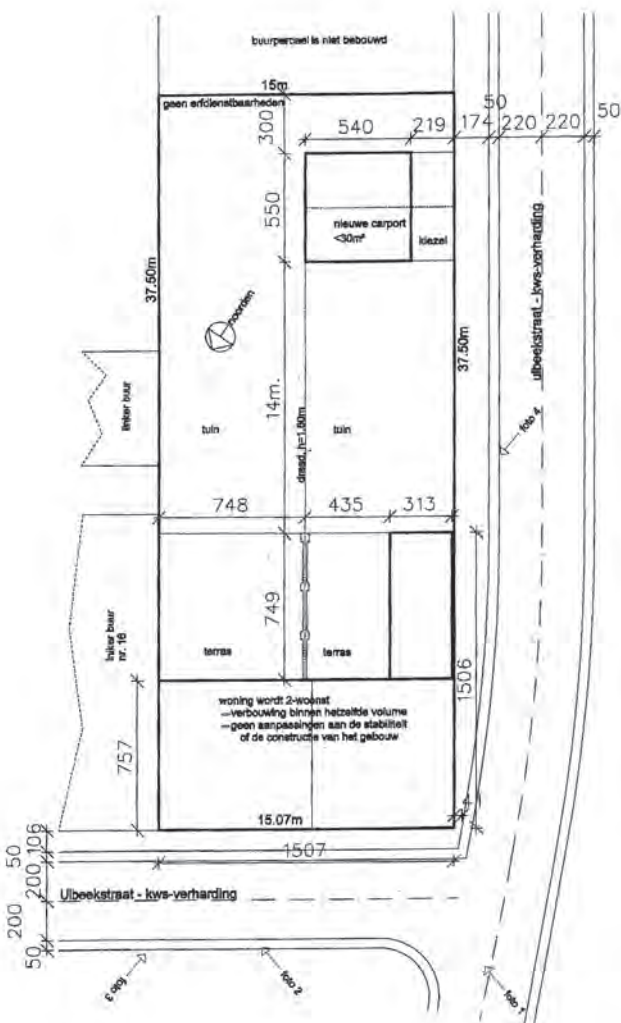 buurperceel is niet bebouwd
15m
geen erfdienstbaarheden
50
50
300
540
219
174
220
220
550
nieuwe carport
<30m²
kiezel
ulbeekstraat - kws-verharding
37.50m
noorden
37.50m
linker buur
14m.
draad, h=1.80m
foto 4
tuin
tuin
748
435
313
749
linker buur
nr. 16
terras
terras
1506
woning wordt 2-woonst
--verbouwing binnen hetzelfde volume
--geen aanpassingen aan de stabiliteit
of de constructie van het gebouw
757
15.07m
106
50
1507
200
Ulbeekstraat - kws-verharding
200
50
foto 3
foto 2
foto 1